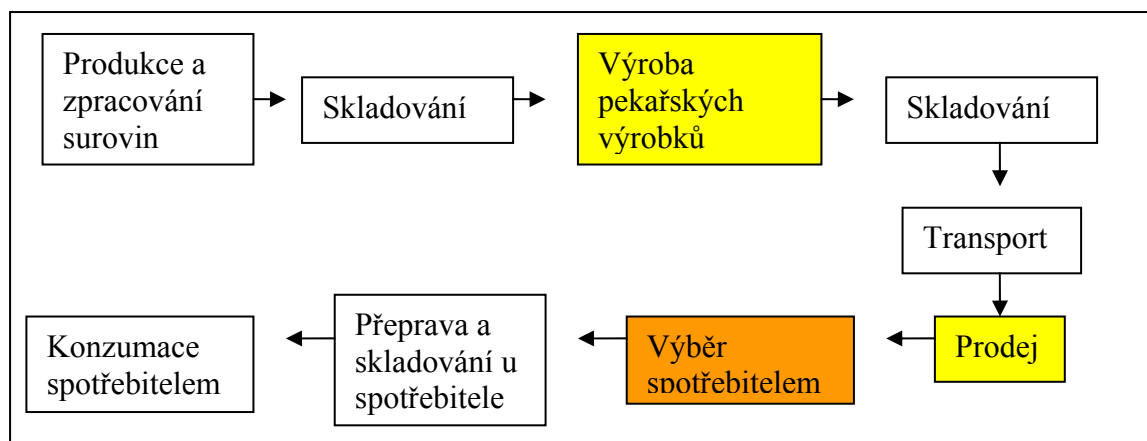 Produkce a
zpracování
surovin
Skladování
Výroba
pekařských
výrobků
Skladování
Transport
Prodej
Výběr
spotřebitelem
Přeprava a
skladování u
spotřebitele
Konzumace
spotřebitelem